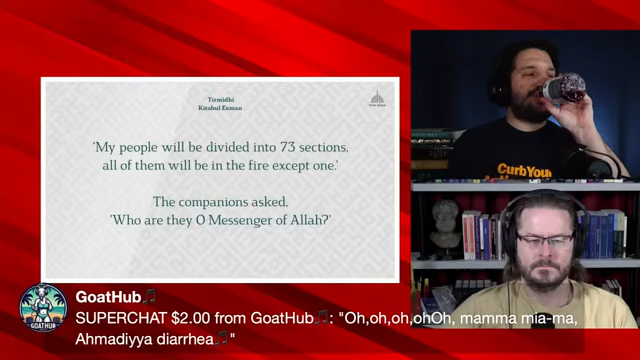 Tirmidhi
Kitabul Eeman
'My people will be divided into 73 sections,
all of them will be in the fire except one.'
The companions asked,
'Who are they O Messenger of Allah?'
Curb Your
GoatHub🎵
SUPERCHAT $2.00 from GoatHub🎵: "Oh,oh,oh,ohOh, mamma mia-ma,
Ahmadiyya diarrhea🎵"
GOATHUB